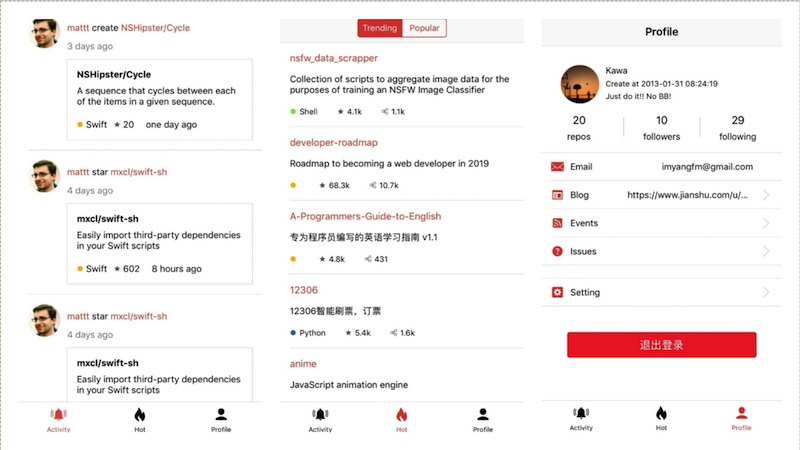 mattt create NSHipster/Cycle
3 days ago
NSHipster/Cycle
A sequence that cycles between each
of the items in a given sequence.
Swift ★ 20 one day ago
mattt star mxcl/swift-sh
4 days ago
mxcl/swift-sh
Easily import third-party dependencies
in your Swift scripts
Swift ★ 602 8 hours ago
mattt star mxcl/swift-sh
4 days ago
mxcl/swift-sh
Easily import third-party dependencies
in your Swift scripts
Activity Hot Profile
Trending Popular
nsfw_data_scrapper
Collection of scripts to aggregate image data for the
purposes of training an NSFW Image Classifier
Shell ★ 4.1k 1.1k
developer-roadmap
Roadmap to becoming a web developer in 2019
★ 68.3k 10.7k
A-Programmers-Guide-to-English
专为程序员编写的英语学习指南 v1.1
★ 4.8k 431
12306
12306智能刷票，订票
Python ★ 5.4k 1.6k
anime
JavaScript animation engine
Activity Hot Profile
Profile
Kawa
Create at 2013-01-31 08:24:19
Just do it!! No BB!
20 10 29
repos followers following
Email imyangfm@gmail.com
Blog https://www.jianshu.com/u/...
Events
Issues
Setting
退出登录
Activity Hot Profile